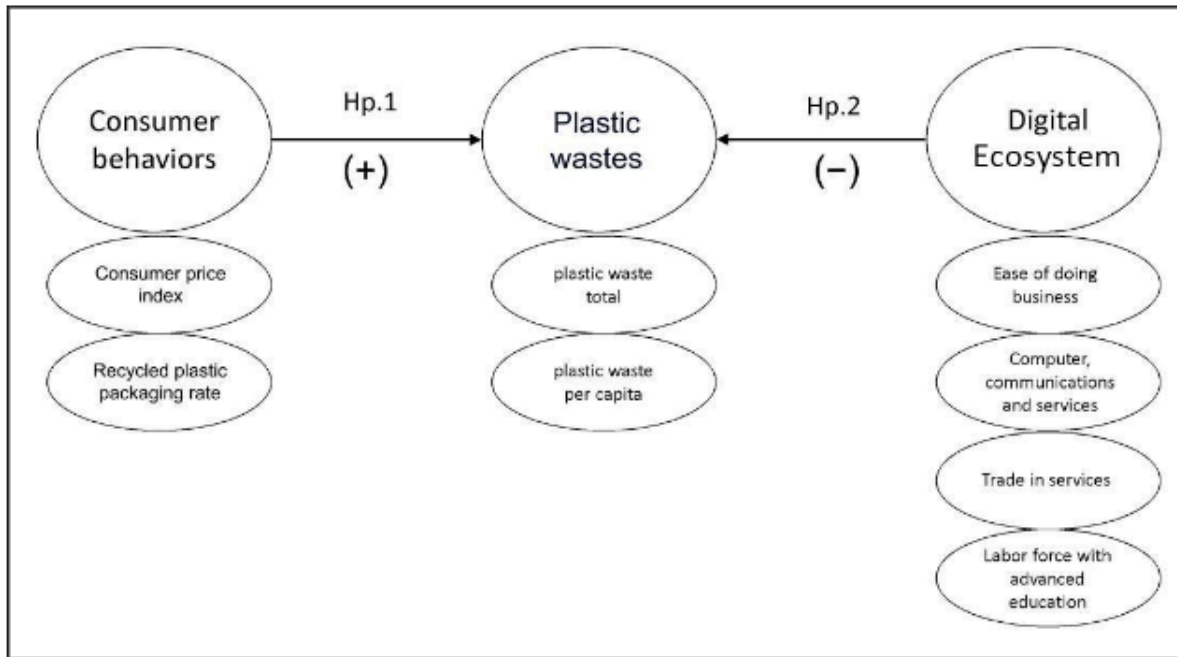 Consumer
behaviors
Hp.1
(+)
Plastic
wastes
Hp.2
(−)
Digital
Ecosystem
Consumer price
index
Recycled plastic
packaging rate
plastic waste
total
plastic waste
per capita
Ease of doing
business
Computer,
communications
and services
Trade in services
Labor force with
advanced
education